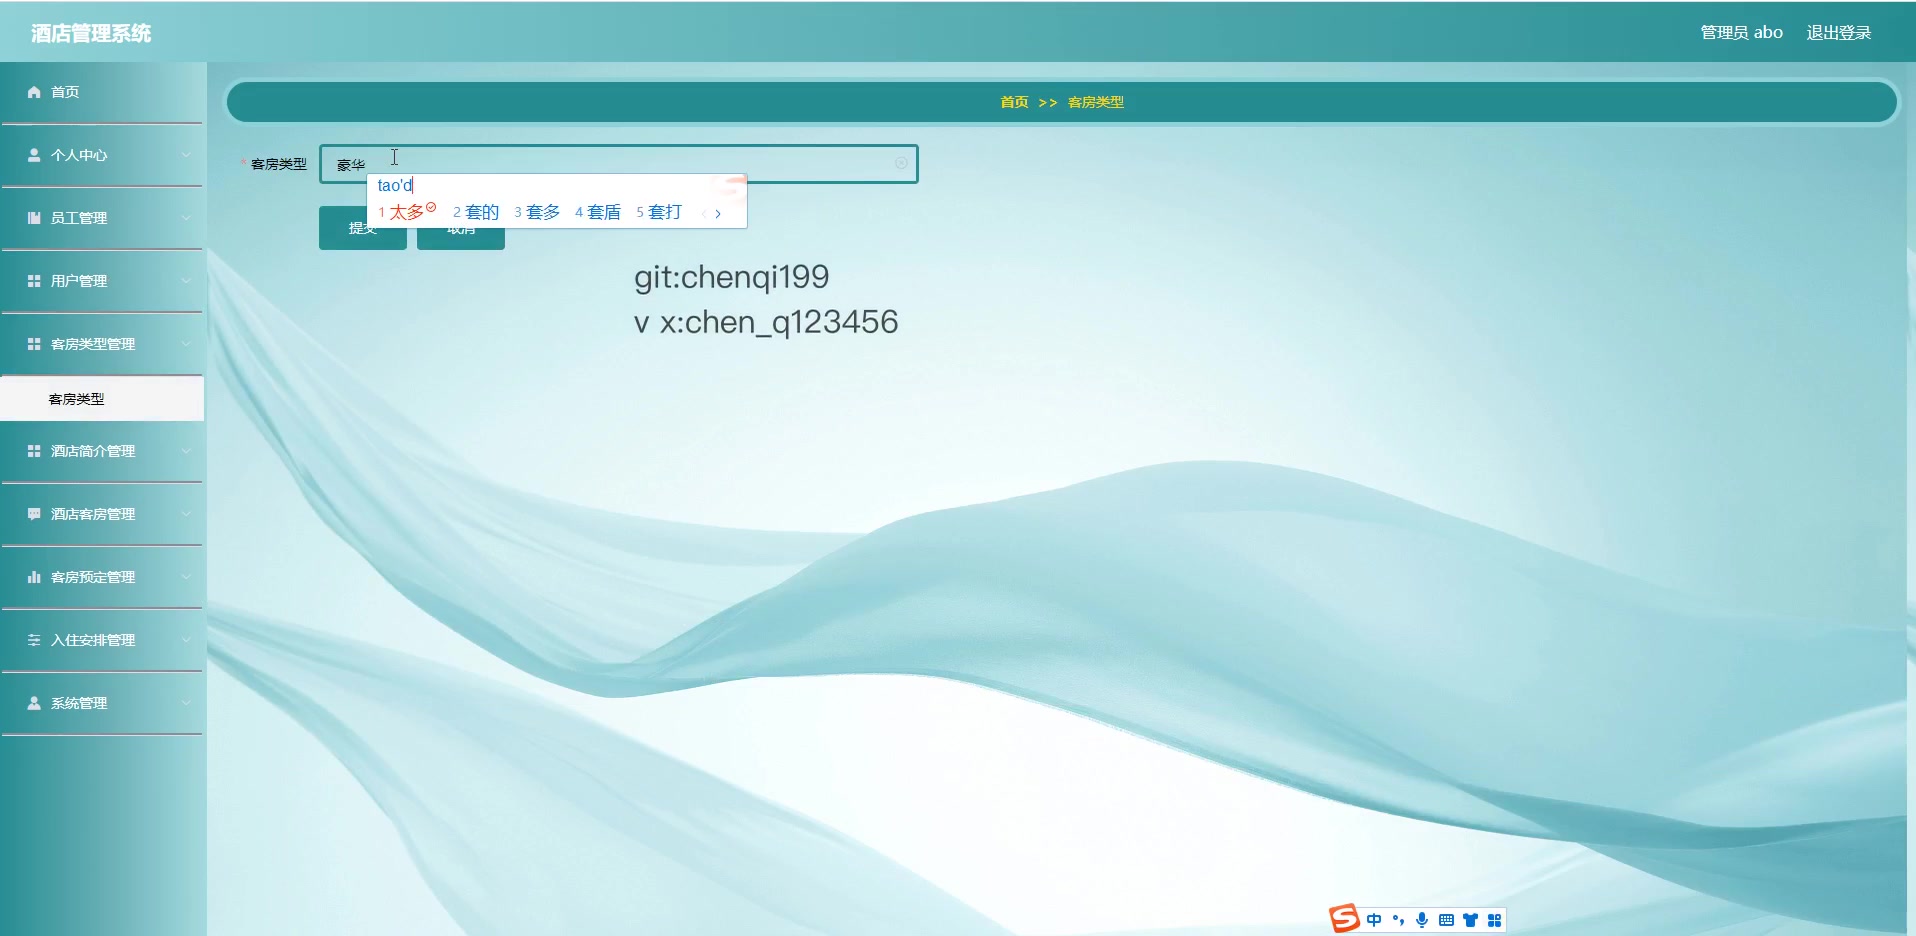 酒店管理系统
管理员 abo 退出登录
首页
个人中心
员工管理
用户管理
客房类型管理
客房类型
酒店简介管理
酒店客房管理
客房预定管理
入住安排管理
系统管理
首页 >> 客房类型
* 客房类型 豪华
tao'd
1 太多 2 套的 3 套多 4 套盾 5 套打
提交 取消
git:chenqi199
v x:chen_q123456
中